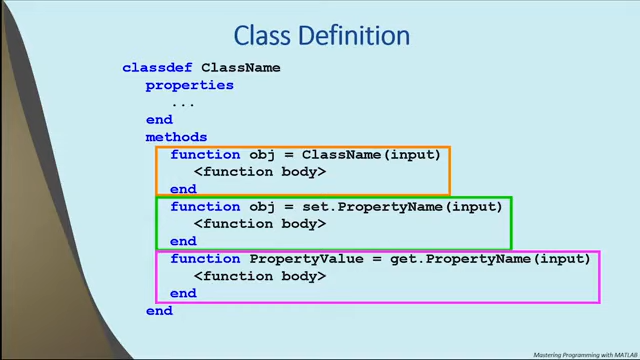 Class Definition
classdef ClassName
properties
...
end
methods
function obj = ClassName(input)
<function body>
end
function obj = set.PropertyName(input)
<function body>
end
function PropertyValue = get.PropertyName(input)
<function body>
end
end
Mastering Programming with MATLAB